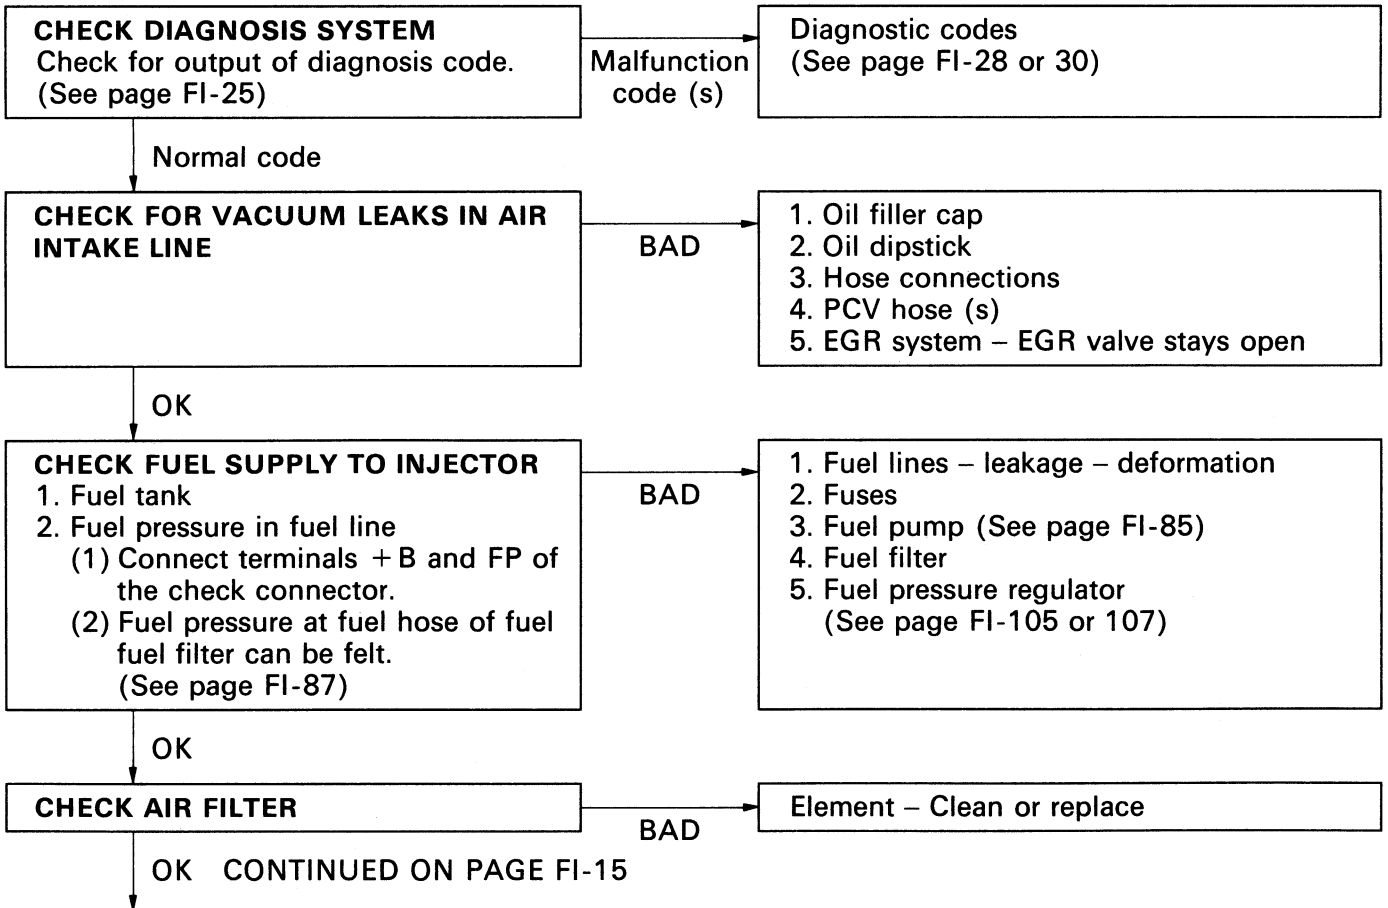 CHECK DIAGNOSIS SYSTEM
Check for output of diagnosis code.
(See page FI-25)
Malfunction
code (s)
Diagnostic codes
(See page FI-28 or 30)
Normal code
CHECK FOR VACUUM LEAKS IN AIR
INTAKE LINE
BAD
1. Oil filler cap
2. Oil dipstick
3. Hose connections
4. PCV hose (s)
5. EGR system – EGR valve stays open
OK
CHECK FUEL SUPPLY TO INJECTOR
1. Fuel tank
2. Fuel pressure in fuel line
(1) Connect terminals +B and FP of
the check connector.
(2) Fuel pressure at fuel hose of fuel
fuel filter can be felt.
(See page FI-87)
BAD
1. Fuel lines – leakage – deformation
2. Fuses
3. Fuel pump (See page FI-85)
4. Fuel filter
5. Fuel pressure regulator
(See page FI-105 or 107)
OK
CHECK AIR FILTER
BAD
Element – Clean or replace
OK CONTINUED ON PAGE FI-15